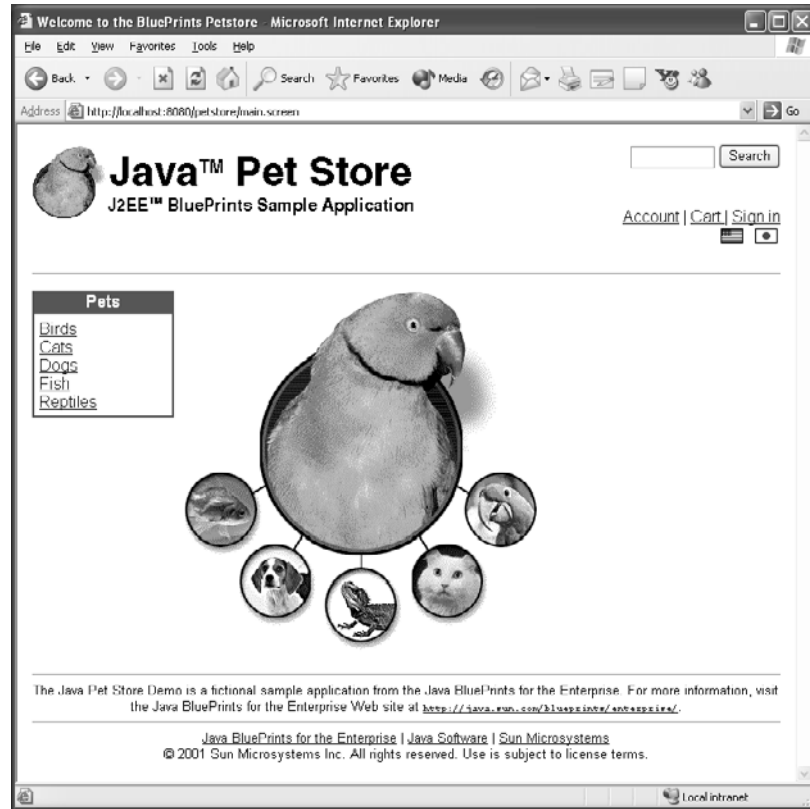 Welcome to the BluePrints Petstore - Microsoft Internet Explorer
File Edit View Favorites Tools Help
Back Search Favorites Media
Address http://localhost:8080/petstore/main.screen Go
Java™ Pet Store
J2EE™ BluePrints Sample Application
Search
Account | Cart | Sign in
Pets
Birds
Cats
Dogs
Fish
Reptiles
The Java Pet Store Demo is a fictional sample application from the Java BluePrints for the Enterprise. For more information, visit
the Java BluePrints for the Enterprise Web site at http://java.sun.com/blueprints/enterprise/.
Java BluePrints for the Enterprise | Java Software | Sun Microsystems
© 2001 Sun Microsystems Inc. All rights reserved. Use is subject to license terms.
Local intranet